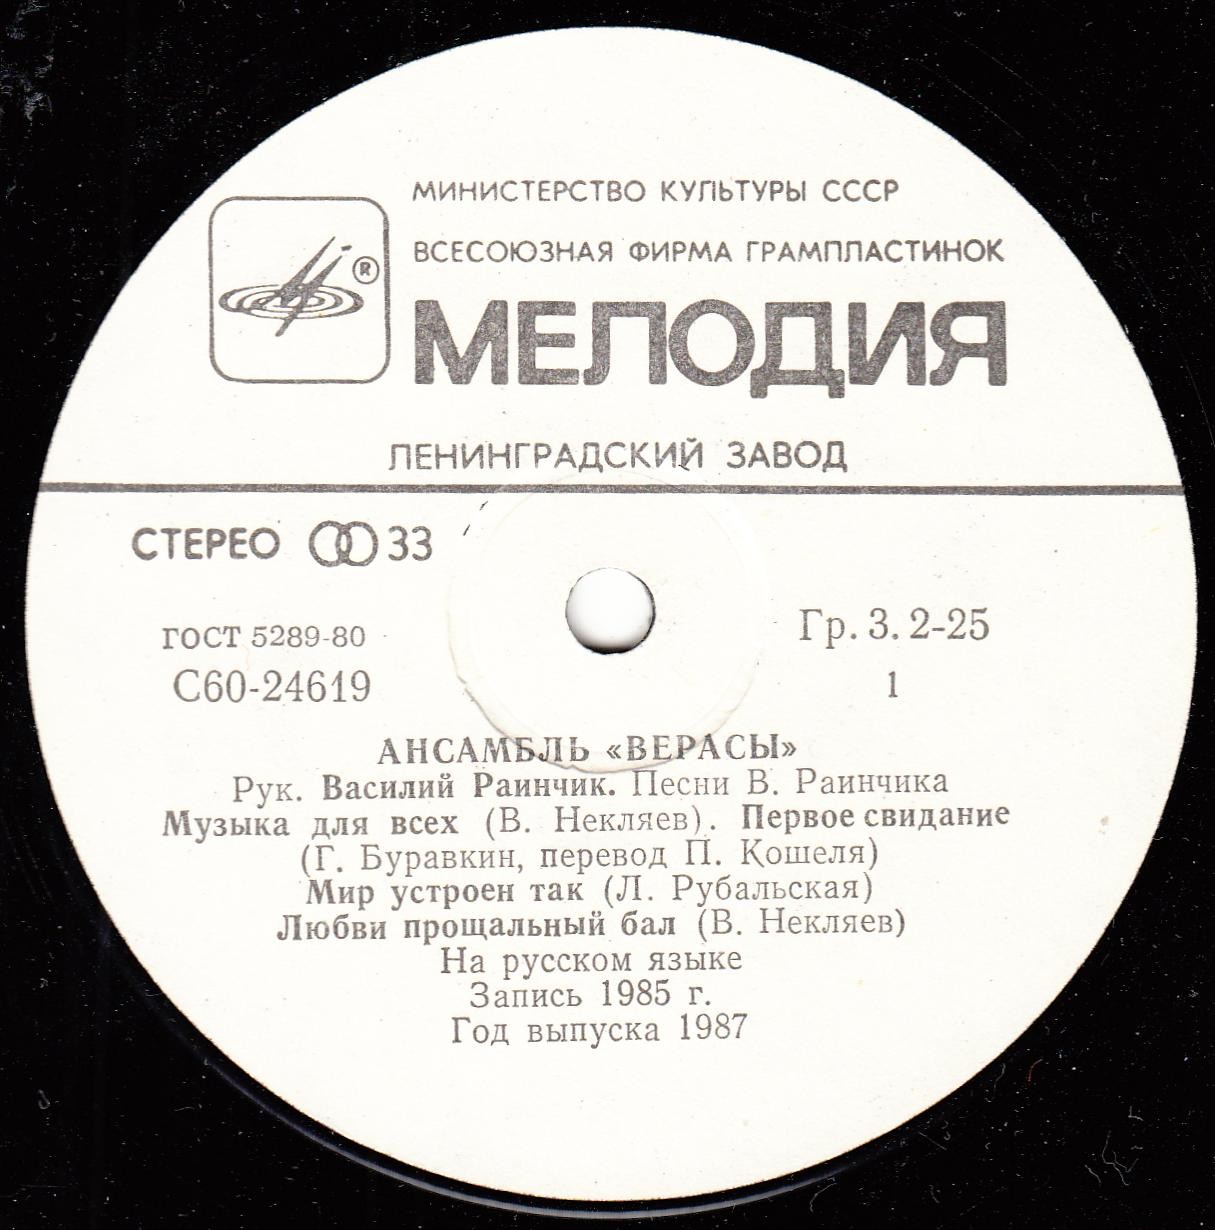 МИНИСТЕРСТВО КУЛЬТУРЫ СССР
ВСЕСОЮЗНАЯ ФИРМА ГРАМПЛАСТИНОК
®
МЕЛОДИЯ
ЛЕНИНГРАДСКИЙ ЗАВОД
СТЕРЕО 33
ГОСТ 5289-80
Гр. 3. 2-25
С60-24619
1
АНСАМБЛЬ «ВЕРАСЫ»
Рук. Василий Раинчик. Песни В. Раинчика
Музыка для всех (В. Некляев). Первое свидание
(Г. Буравкин, перевод П. Кошеля)
Мир устроен так (Л. Рубальская)
Любви прощальный бал (В. Некляев)
На русском языке
Запись 1985 г.
Год выпуска 1987